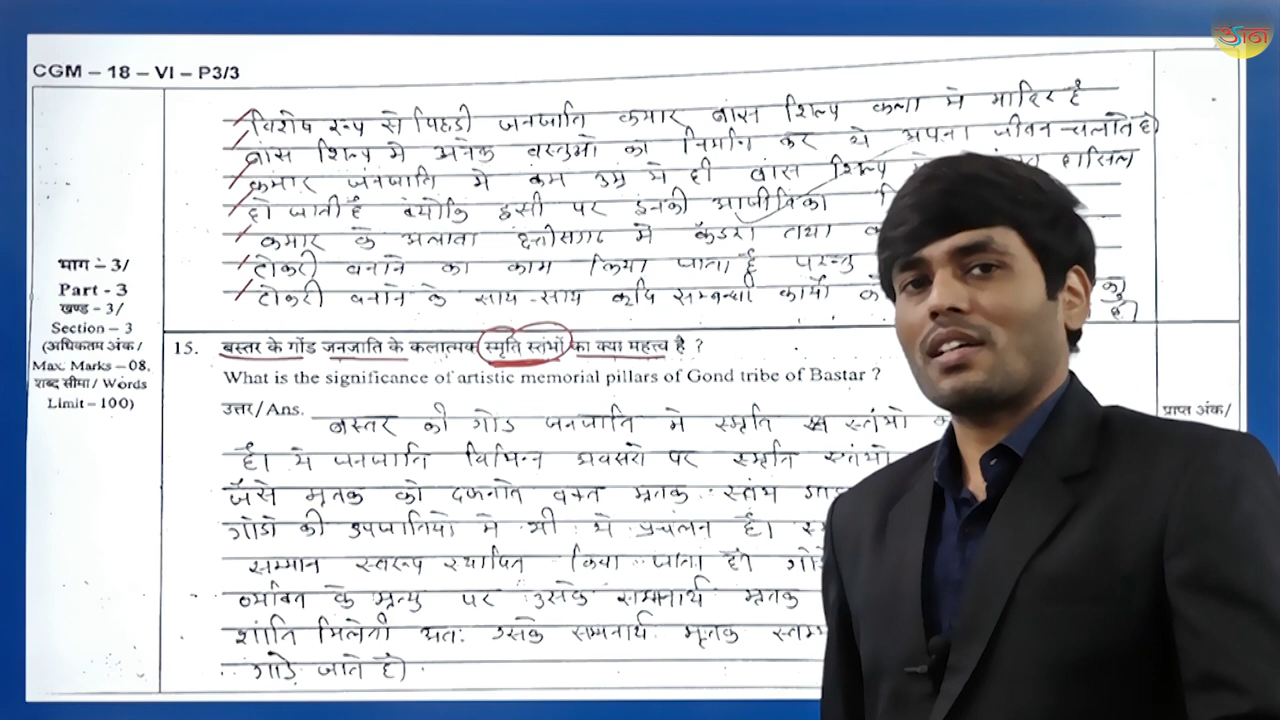 ज्ञान
CGM – 18 – VI – P3/3
विशेष रूप से पिहडी जनजाति कमार बांस शिल्प कला मे माहिर है
बांस शिल्प मे अनेक वस्तुओ का निर्माण कर ये अपना जीवन चलाते है
कमार जनजाति मे कम उम्र मे ही बांस शिल्प हासिल
हो जाती है क्योंकि इसी पर इनकी आजीविका
कमार के अलावा छत्तीसगढ मे कंडरा तथा
टोकरी बनाने का काम किया जाता है परन्तु
टोकरी बनाने के साथ-साथ कृषि सम्बन्धी कार्यो को
भाग - 3/
Part - 3
खण्ड - 3/
Section – 3
(अधिकतम अंक/
Max. Marks – 08,
शब्द सीमा/ Words
Limit – 100)
15. बस्तर के गोंड जनजाति के कलात्मक स्मृति स्तंभों का क्या महत्त्व है ?
What is the significance of artistic memorial pillars of Gond tribe of Bastar ?
उत्तर/Ans.
प्राप्त अंक/
बस्तर की गोंड जनजाति मे स्मृति स्तंभो
है। ये जनजाति विभिन्न अवसरो पर स्मृति स्तंभो
जैसे मृतक को दफनाते वक्त मृतक स्तंभ
गोंडो की उपजातियो मे भी ये प्रचलन है।
सम्मान स्वरूप स्थापित किया जाता है।
व्यक्ति के मृत्यु पर उसके सम्मानार्थ मृतक
शांति मिलेगी अतः उसके सम्मनार्थ मृतक स्तम्भ
गाडे जाते है।